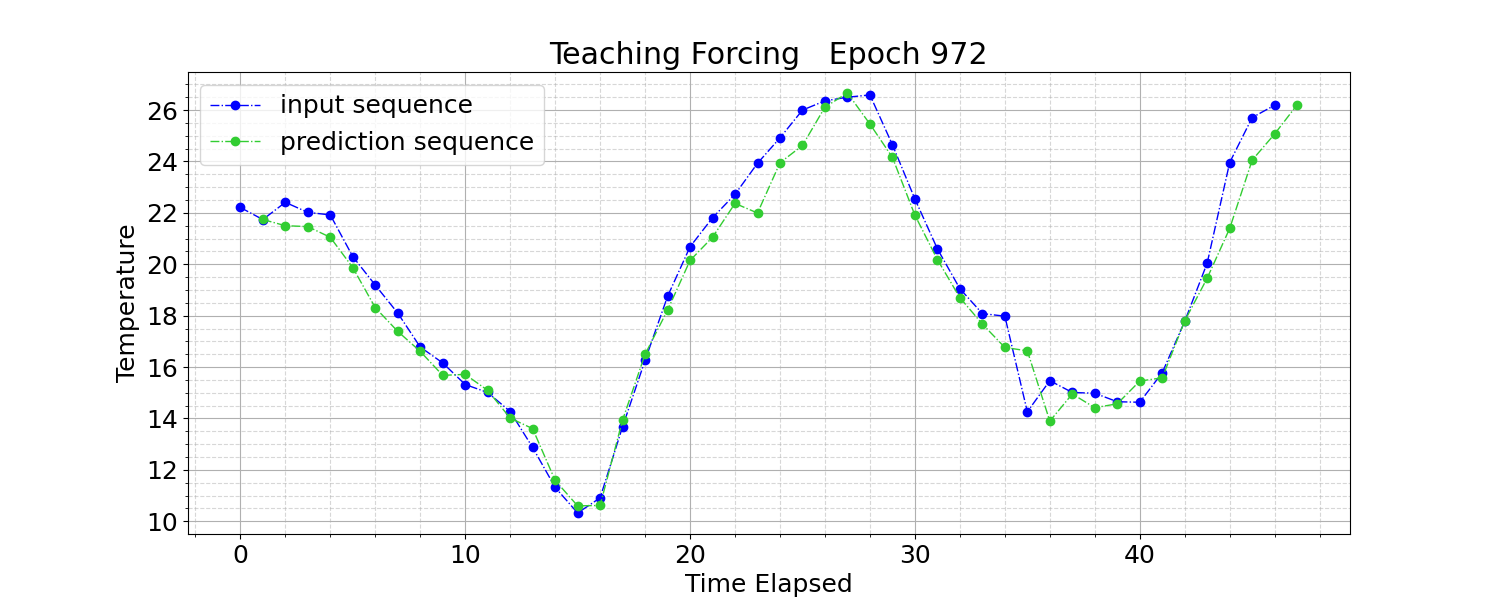 Teaching Forcing   Epoch 972
input sequence
prediction sequence
Temperature
26
24
22
20
18
16
14
12
10
0 10 20 30 40
Time Elapsed